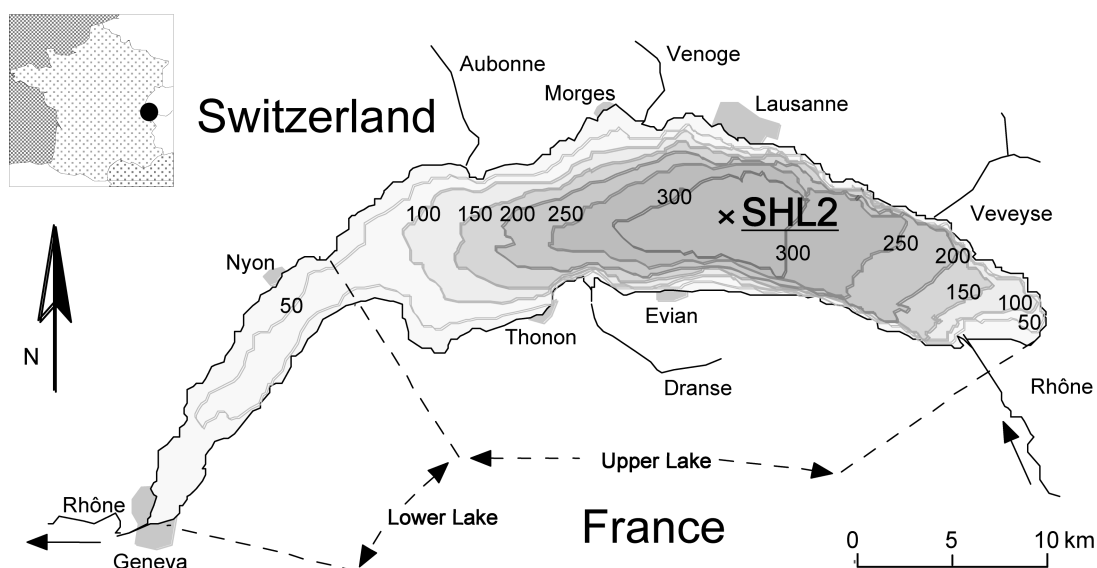 Venoge
Aubonne
Morges
Lausanne
Switzerland
300
100
150
200
250
×SHL2
Veveyse
300
250
200
Nyon
50
150
100
50
Evian
Thonon
N
Dranse
Rhône
Upper Lake
Rhône
Lower Lake
France
0
5
10 km
Geneva